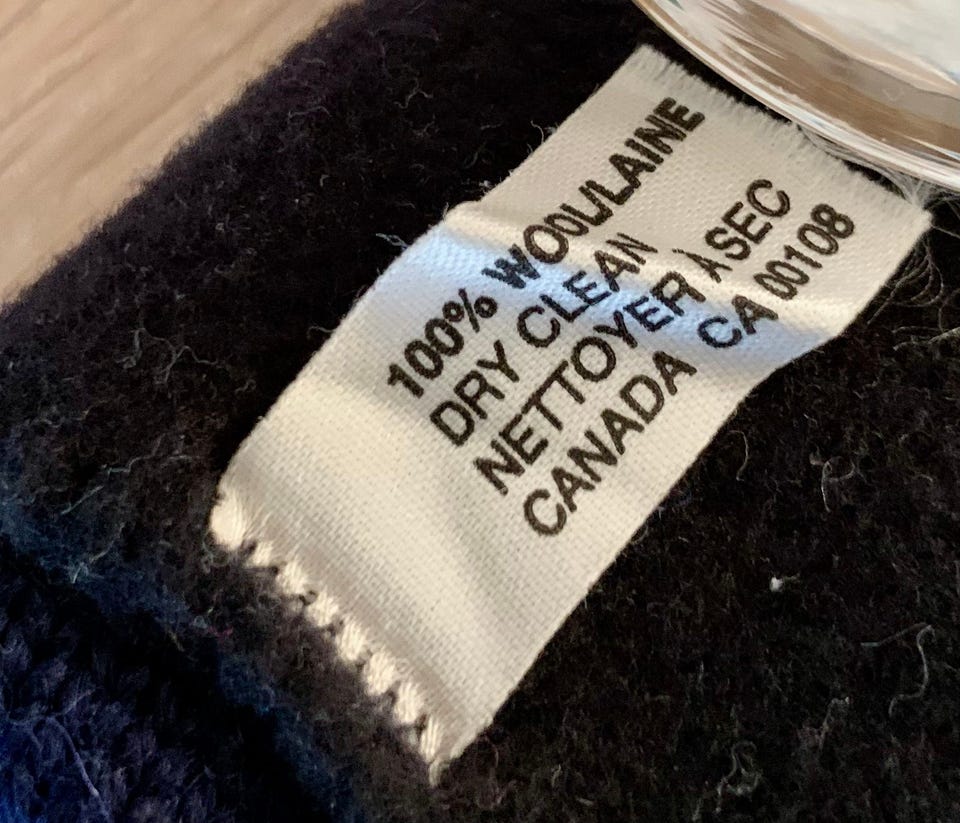 100% WOOL/LAINE
DRY CLEAN
NETTOYER À SEC
CANADA CA 00108